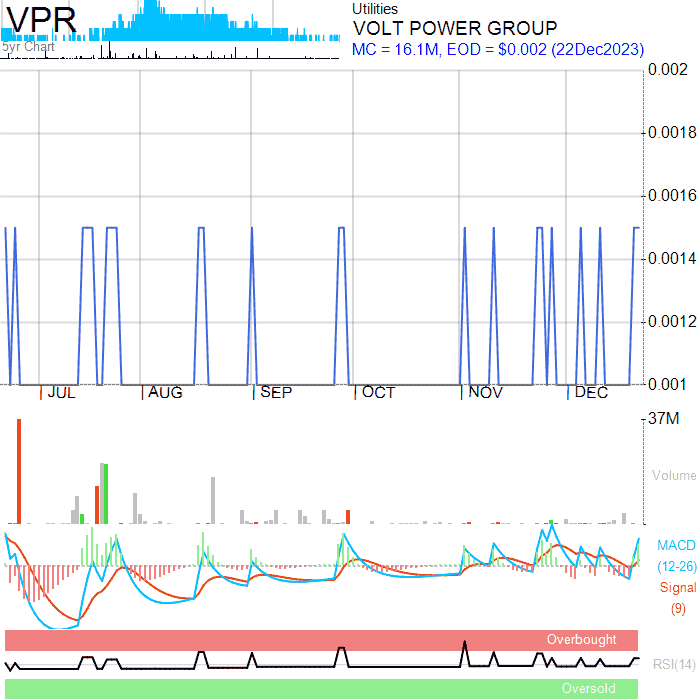 VPR
5yr Chart
Utilities
VOLT POWER GROUP
MC = 16.1M, EOD = $0.002 (22Dec2023)
0.002
0.0018
0.0016
0.0014
0.0012
0.001
JUL AUG SEP OCT NOV DEC
37M
Volume
MACD
(12-26)
Signal
(9)
Overbought
RSI(14)
Oversold